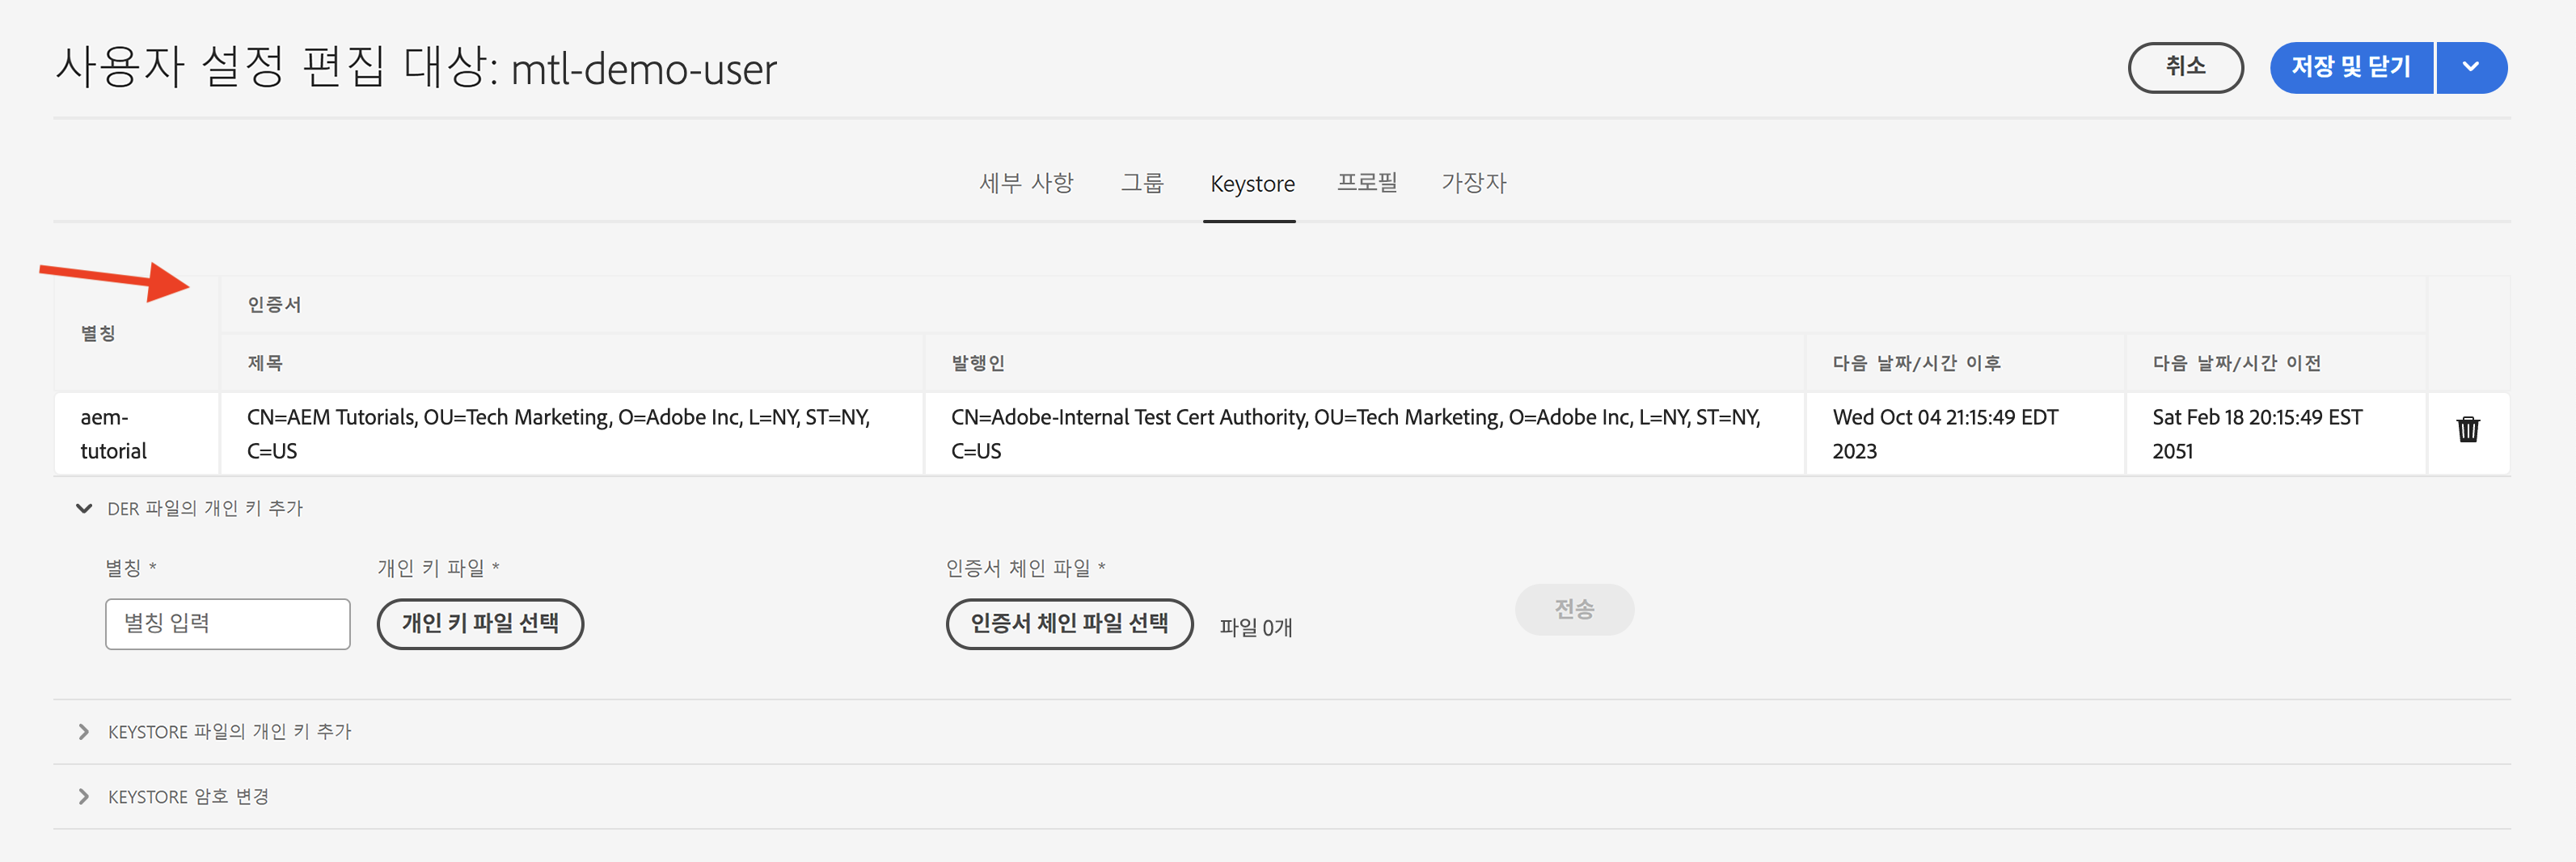 사용자 설정 편집 대상: mtl-demo-user
취소
저장 및 닫기
세부 사항
그룹
Keystore
프로필
가장자
별칭
인증서
제목
발행인
다음 날짜/시간 이후
다음 날짜/시간 이전
aem-
tutorial
CN=AEM Tutorials, OU=Tech Marketing, O=Adobe Inc, L=NY, ST=NY,
C=US
CN=Adobe-Internal Test Cert Authority, OU=Tech Marketing, O=Adobe Inc, L=NY, ST=NY,
C=US
Wed Oct 04 21:15:49 EDT
2023
Sat Feb 18 20:15:49 EST
2051
DER 파일의 개인 키 추가
별칭 *
개인 키 파일 *
인증서 체인 파일 *
별칭 입력
개인 키 파일 선택
인증서 체인 파일 선택
파일 0개
전송
KEYSTORE 파일의 개인 키 추가
KEYSTORE 암호 변경